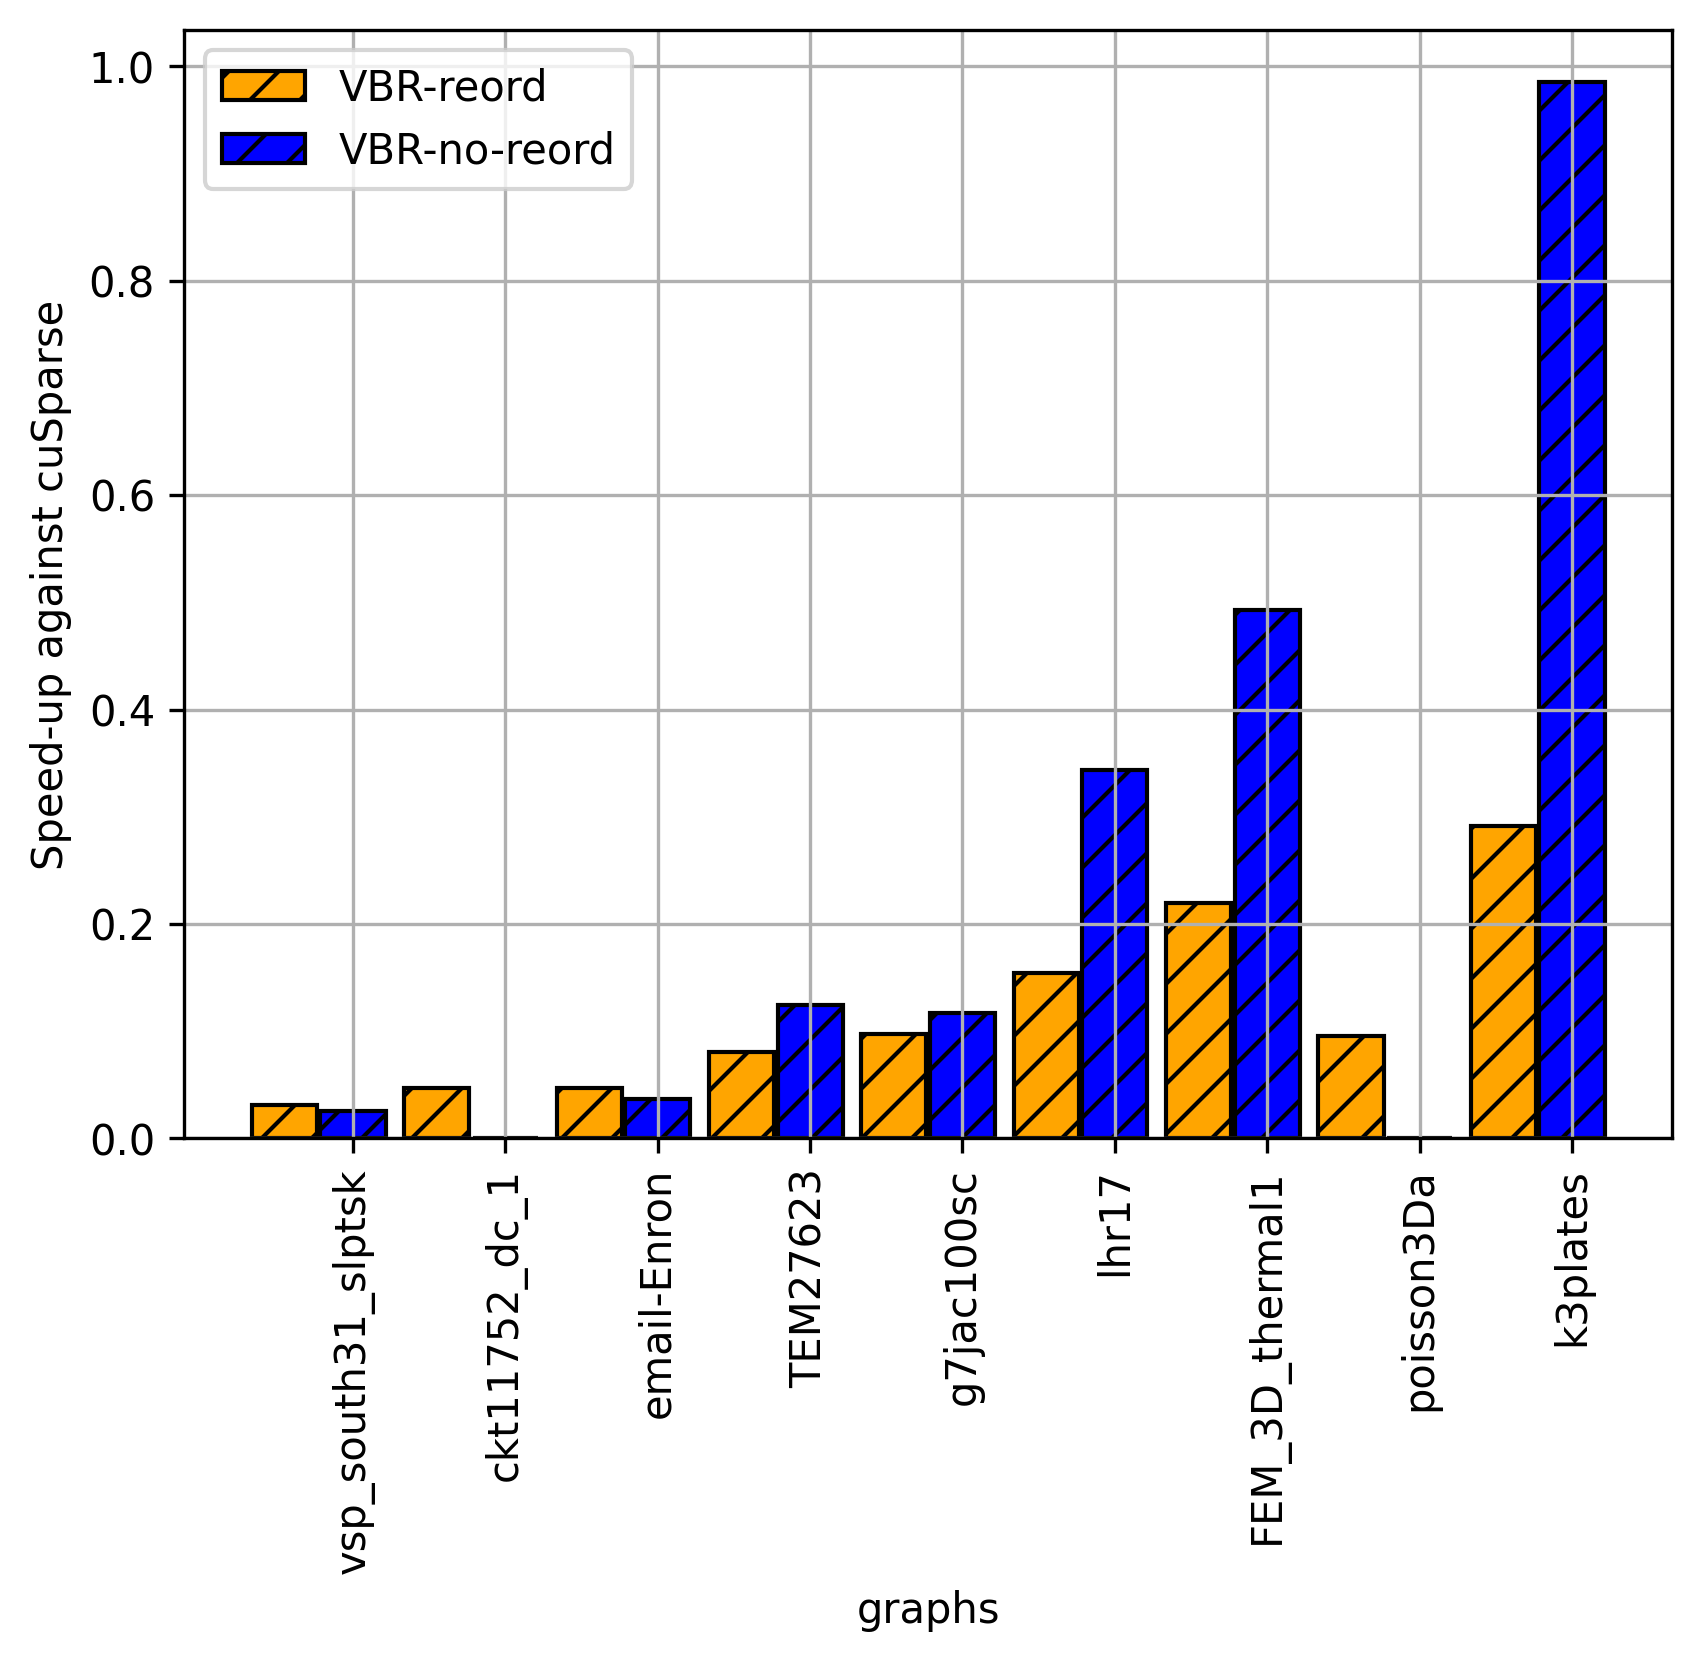 VBR-reord
VBR-no-reord
1.0
0.8
0.6
0.4
0.2
0.0
Speed-up against cuSparse
vsp_south31_slptsk
ckt11752_dc_1
email-Enron
TEM27623
g7jac100sc
lhr17
FEM_3D_thermal1
poisson3Da
k3plates
graphs